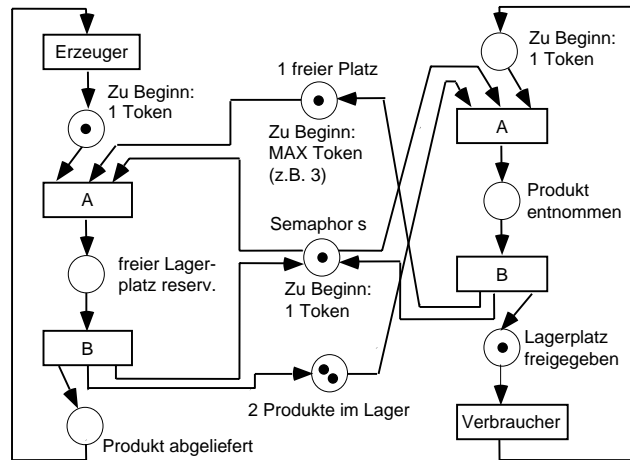 Erzeuger
Zu Beginn:
1 Token
A
freier Lager-
platz reserv.
B
Produkt abgeliefert
1 freier Platz
Zu Beginn:
MAX Token
(z.B. 3)
Semaphor s
Zu Beginn:
1 Token
2 Produkte im Lager
Zu Beginn:
1 Token
A
Produkt
entnommen
B
Lagerplatz
freigegeben
Verbraucher